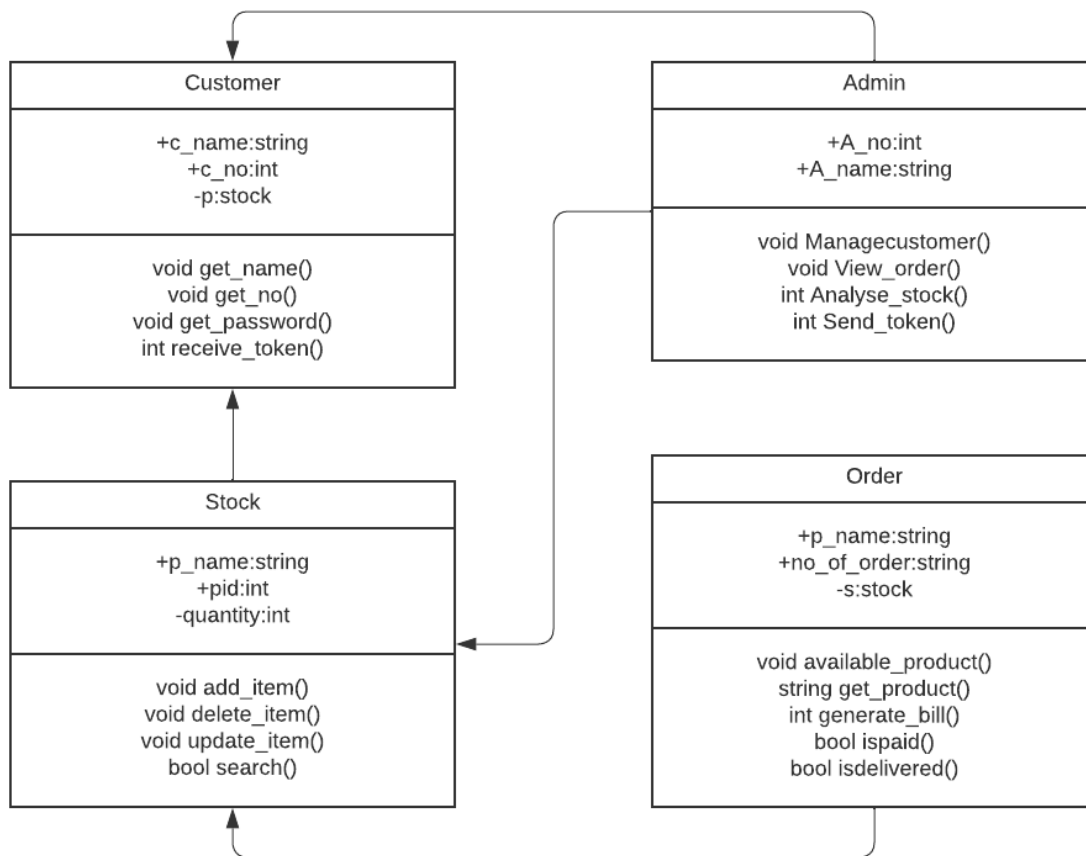 Customer
+c_name:string
+c_no:int
-p:stock
void get_name()
void get_no()
void get_password()
int receive_token()
Admin
+A_no:int
+A_name:string
void Managecustomer()
void View_order()
int Analyse_stock()
int Send_token()
Stock
+p_name:string
+pid:int
-quantity:int
void add_item()
void delete_item()
void update_item()
bool search()
Order
+p_name:string
+no_of_order:string
-s:stock
void available_product()
string get_product()
int generate_bill()
bool ispaid()
bool isdelivered()